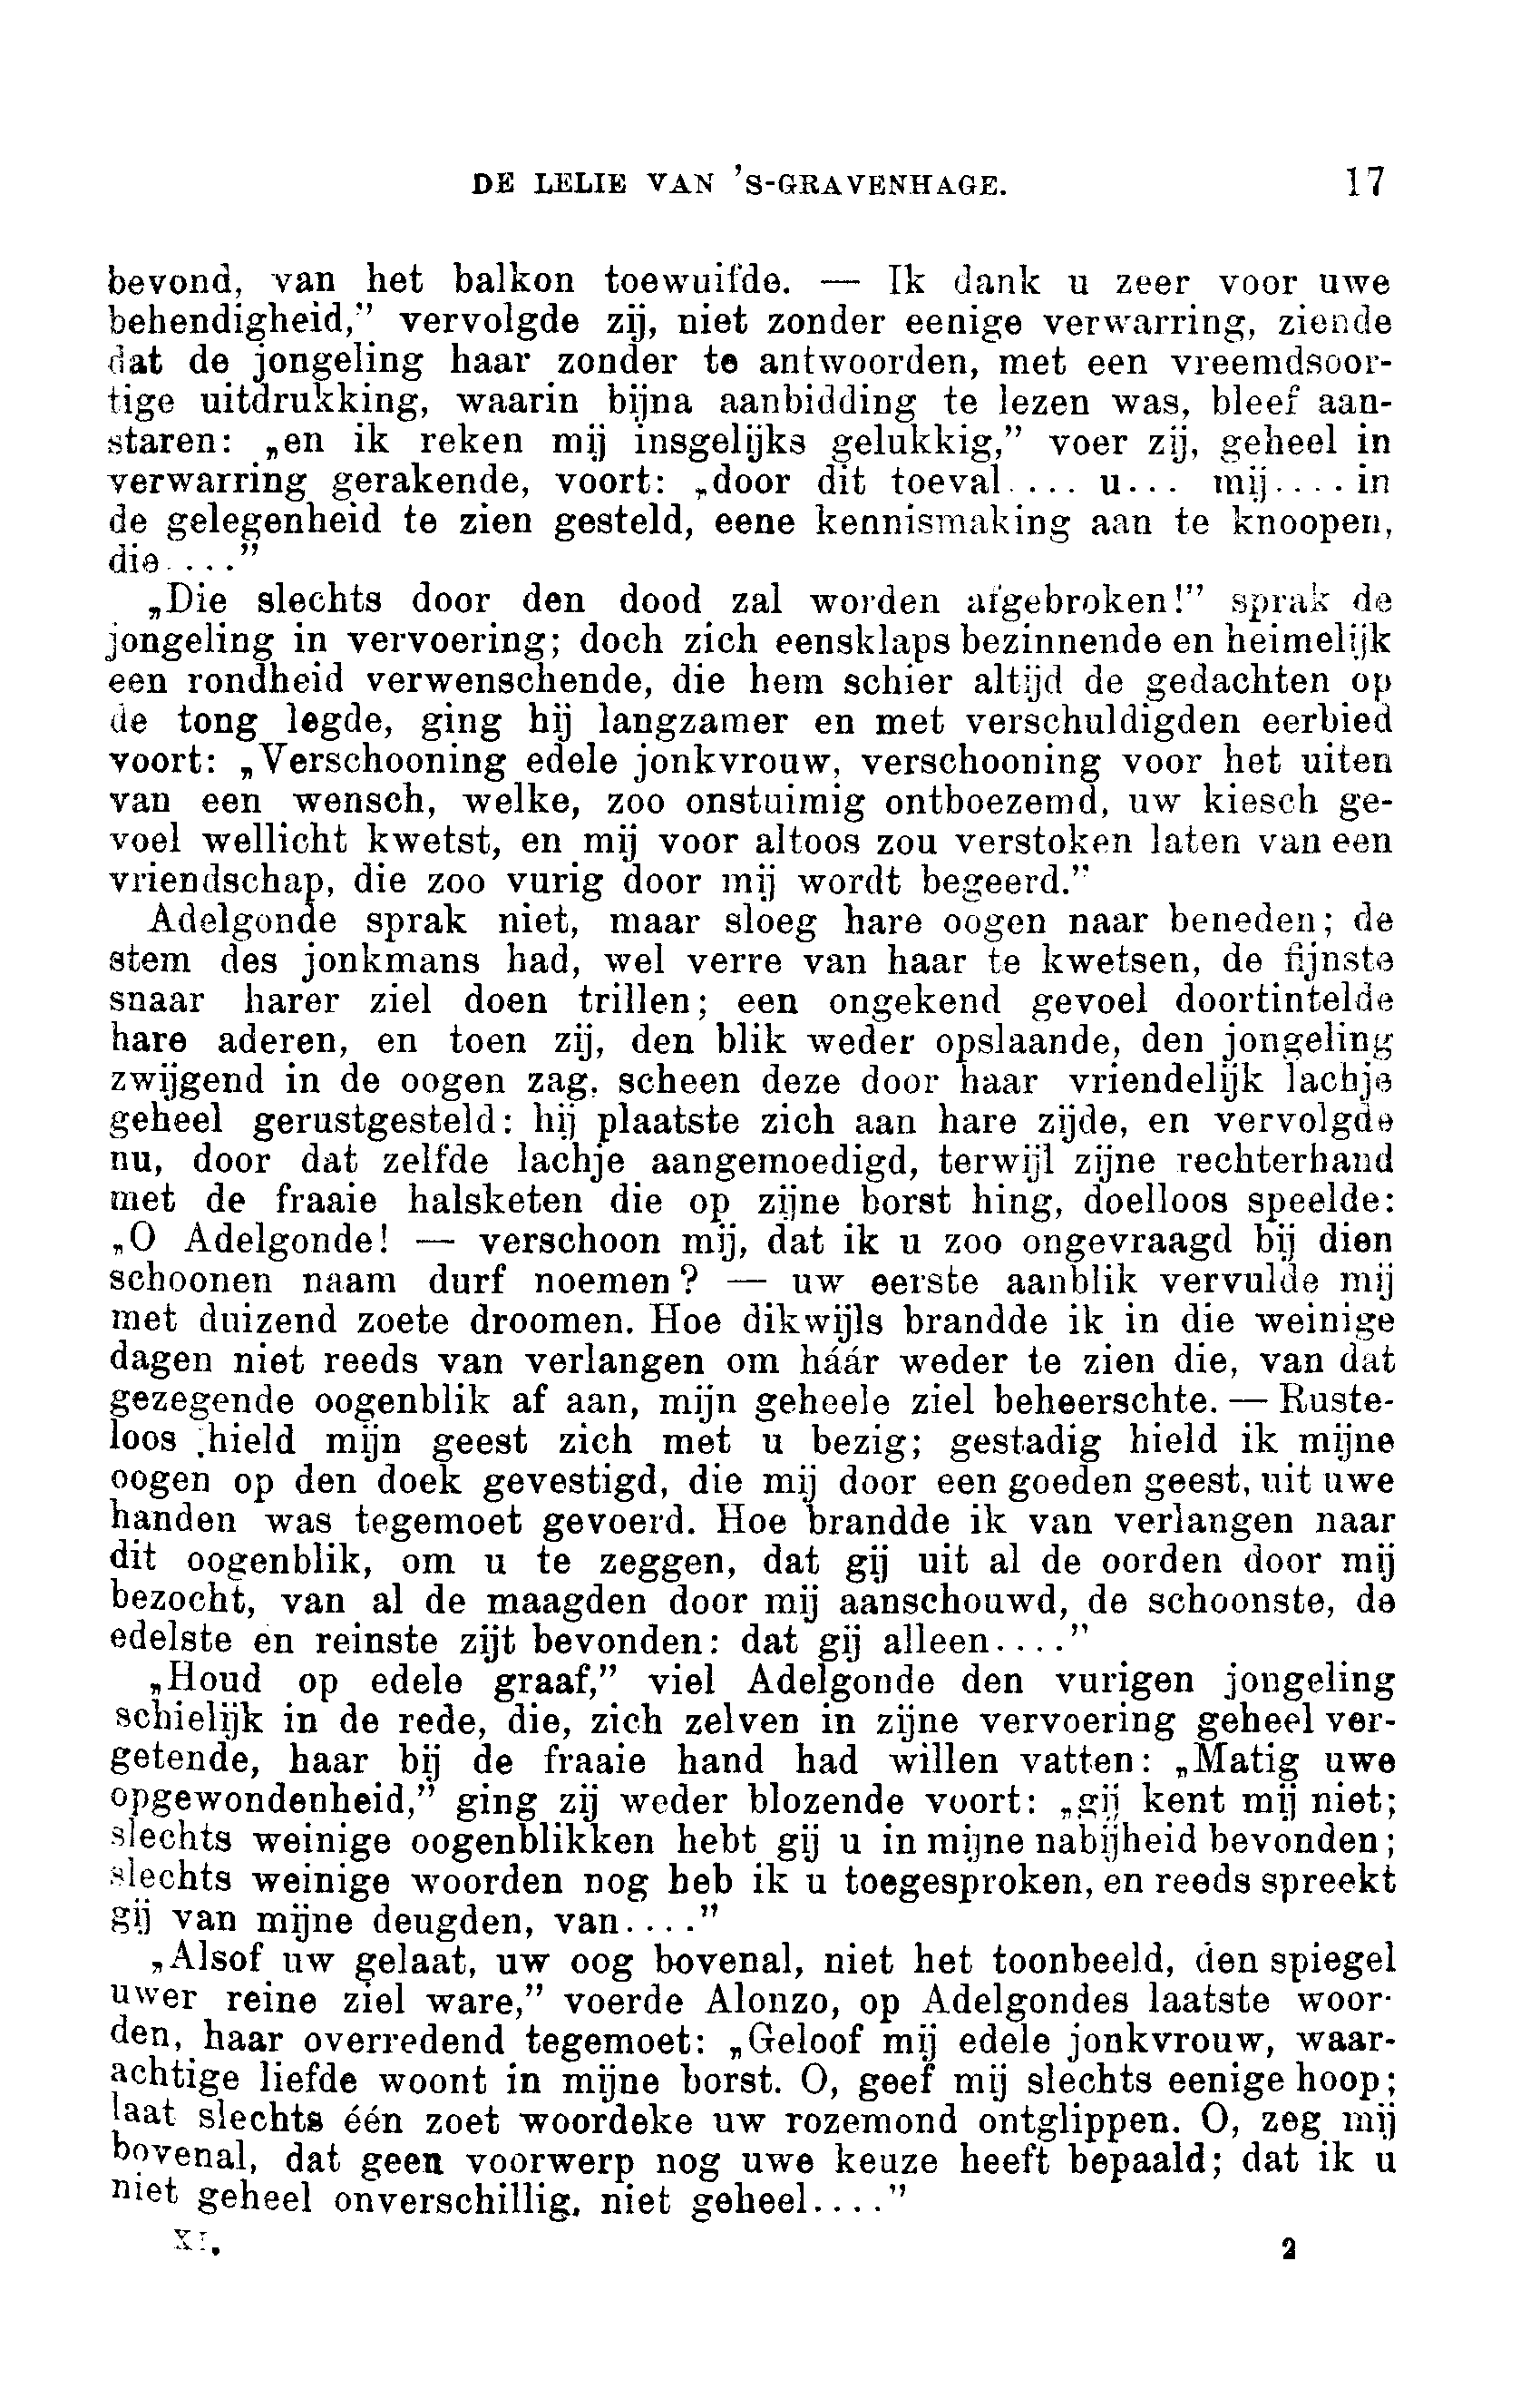 DE LELIE VAN 'S-GRAVENHAGE. 17
bevond, van het balkon toewuifde. — Ik dank u zeer voor uwe
behendigheid,” vervolgde zij, niet zonder eenige verwarring, ziende
dat de jongeling haar zonder te antwoorden, met een vreemdsoor-
tige uitdrukking, waarin bijna aanbidding te lezen was, bleef aan-
staren: „en ik reken mij insgelijks gelukkig,” voer zij, geheel in
verwarring gerakende, voort: „door dit toeval.... u... mij.... in
de gelegenheid te zien gesteld, eene kennismaking aan te knoopen,
die....”
„Die slechts door den dood zal worden afgebroken!” sprak de
jongeling in vervoering; doch zich eensklaps bezinnende en heimelijk
een rondheid verwenschende, die hem schier altijd de gedachten op
de tong legde, ging hij langzamer en met verschuldigden eerbied
voort: „Verschooning edele jonkvrouw, verschooning voor het uiten
van een wensch, welke, zoo onstuimig ontboezemd, uw kiesch ge-
voel wellicht kwetst, en mij voor altoos zou verstoken laten van een
vriendschap, die zoo vurig door mij wordt begeerd.”
Adelgonde sprak niet, maar sloeg hare oogen naar beneden; de
stem des jonkmans had, wel verre van haar te kwetsen, de fijnste
snaar harer ziel doen trillen; een ongekend gevoel doortintelde
hare aderen, en toen zij, den blik weder opslaande, den jongeling
zwijgend in de oogen zag, scheen deze door haar vriendelijk lachje
geheel gerustgesteld: hij plaatste zich aan hare zijde, en vervolgde
nu, door dat zelfde lachje aangemoedigd, terwijl zijne rechterhand
met de fraaie halsketen die op zijne borst hing, doelloos speelde:
„O Adelgonde! — verschoon mij, dat ik u zoo ongevraagd bij dien
schoonen naam durf noemen? — uw eerste aanblik vervulde mij
met duizend zoete droomen. Hoe dikwijls brandde ik in die weinige
dagen niet reeds van verlangen om háár weder te zien die, van dat
gezegende oogenblik af aan, mijn geheele ziel beheerschte. — Ruste-
loos hield mijn geest zich met u bezig; gestadig hield ik mijne
oogen op den doek gevestigd, die mij door een goeden geest, uit uwe
handen was tegemoet gevoerd. Hoe brandde ik van verlangen naar
dit oogenblik, om u te zeggen, dat gij uit al de oorden door mij
bezocht, van al de maagden door mij aanschouwd, de schoonste, de
edelste en reinste zijt bevonden: dat gij alleen....”
„Houd op edele graaf,” viel Adelgonde den vurigen jongeling
schielijk in de rede, die, zich zelven in zijne vervoering geheel ver-
getende, haar bij de fraaie hand had willen vatten: „Matig uwe
opgewondenheid,” ging zij weder blozende voort: „gij kent mij niet;
slechts weinige oogenblikken hebt gij u in mijne nabijheid bevonden;
slechts weinige woorden nog heb ik u toegesproken, en reeds spreekt
gij van mijne deugden, van....”
„Alsof uw gelaat, uw oog bovenal, niet het toonbeeld, den spiegel
uwer reine ziel ware,” voerde Alonzo, op Adelgondes laatste woor-
den, haar overredend tegemoet: „Geloof mij edele jonkvrouw, waar-
achtige liefde woont in mijne borst. O, geef mij slechts eenige hoop;
laat slechts één zoet woordeke uw rozemond ontglippen. O, zeg mij
bovenal, dat geen voorwerp nog uwe keuze heeft bepaald; dat ik u
niet geheel onverschillig, niet geheel....”
XI. 2